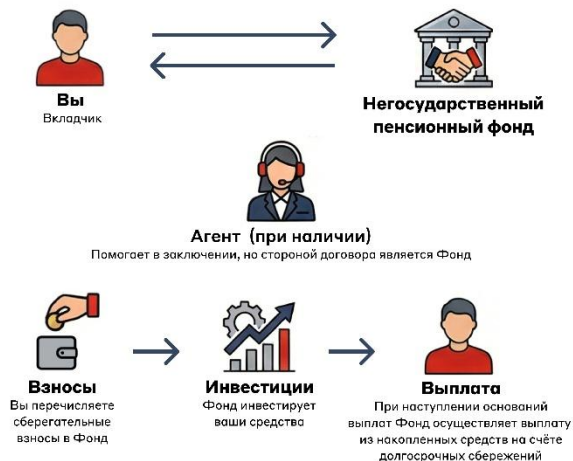 Вы
Вкладчик
Негосударственный
пенсионный фонд
Агент (при наличии)
Помогает в заключении, но стороной договора является Фонд
Взносы
Вы перечисляете
сберегательные
взносы в Фонд
Инвестиции
Фонд инвестирует
ваши средства
Выплата
При наступлении оснований
выплат Фонд осуществляет выплату
из накопленных средств на счёте
долгосрочных сбережений